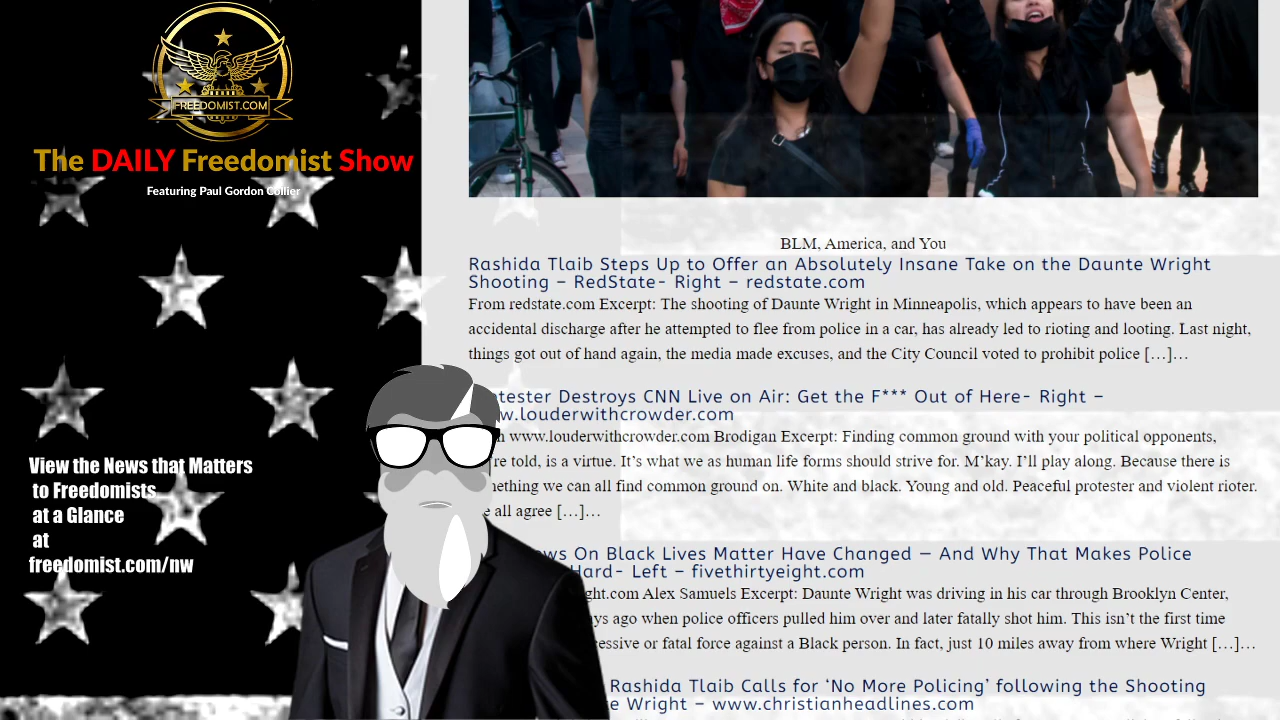 FREEDOMIST.COM
The DAILY Freedomist Show
Featuring Paul Gordon Collier
View the News that Matters
to Freedomists
at a Glance
at
freedomist.com/nw
BLM, America, and You
Rashida Tlaib Steps Up to Offer an Absolutely Insane Take on the Daunte Wright
Shooting – RedState- Right – redstate.com
From redstate.com Excerpt: The shooting of Daunte Wright in Minneapolis, which appears to have been an
accidental discharge after he attempted to flee from police in a car, has already led to rioting and looting. Last night,
things got out of hand again, the media made excuses, and the City Council voted to prohibit police […]…
Destroys CNN Live on Air: Get the F*** Out of Here- Right –
.louderwithcrowder.com
www.louderwithcrowder.com Brodigan Excerpt: Finding common ground with your political opponents,
told, is a virtue. It’s what we as human life forms should strive for. M’kay. I’ll play along. Because there is
we can all find common ground on. White and black. Young and old. Peaceful protester and violent rioter.
all agree […]…
On Black Lives Matter Have Changed — And Why That Makes Police
Hard- Left – fivethirtyeight.com
.com Alex Samuels Excerpt: Daunte Wright was driving in his car through Brooklyn Center,
ago when police officers pulled him over and later fatally shot him. This isn’t the first time
or fatal force against a Black person. In fact, just 10 miles away from where Wright […]…
Rashida Tlaib Calls for ‘No More Policing’ following the Shooting
Wright – www.christianheadlines.com